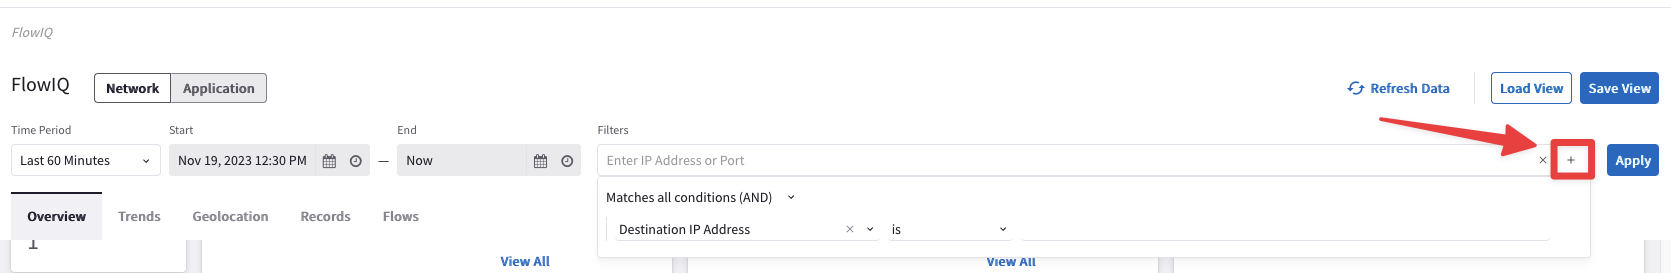 FlowIQ
FlowIQ Network Application Refresh Data Load View Save View
Time Period Start End Filters
Last 60 Minutes Nov 19, 2023 12:30 PM — Now Enter IP Address or Port × + Apply
Matches all conditions (AND)
Overview Trends Geolocation Records Flows
Destination IP Address × is
View All View All